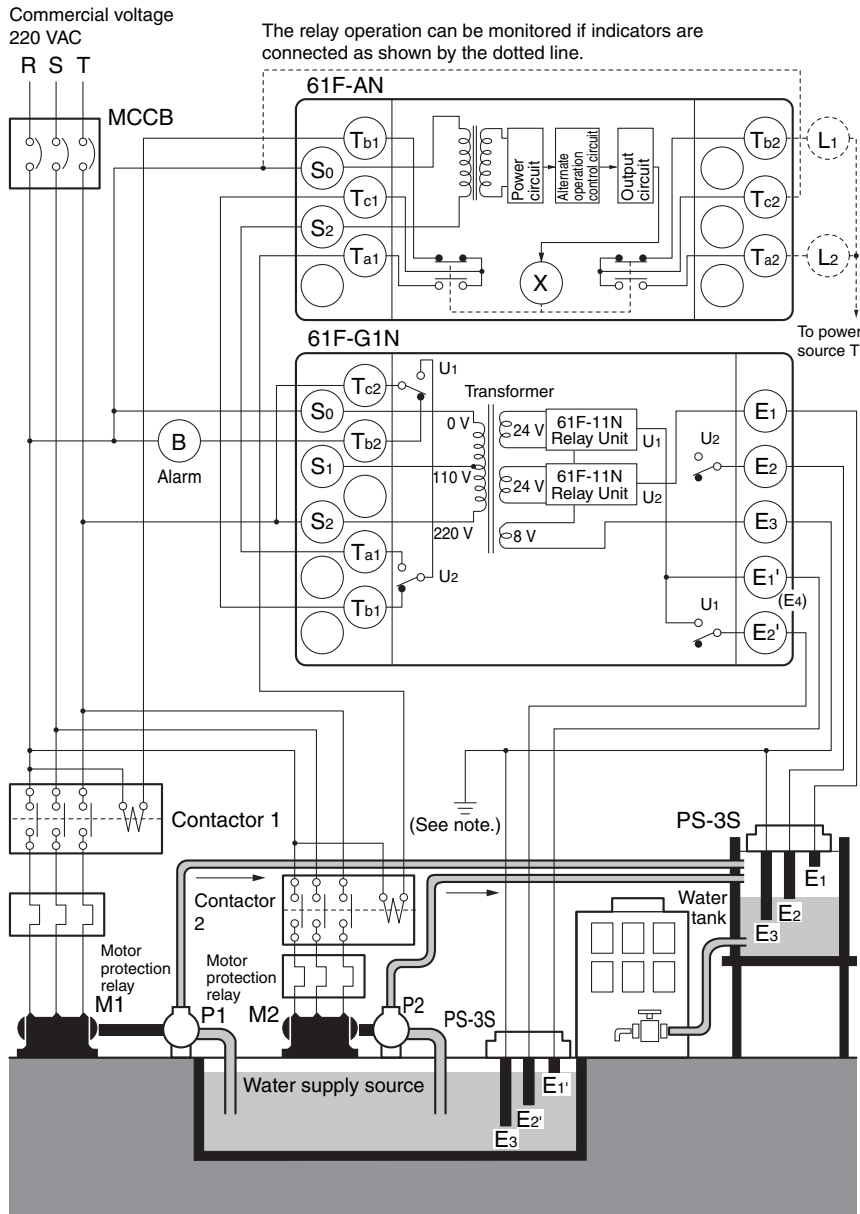 Commercial voltage
220 VAC
R S T
The relay operation can be monitored if indicators are
connected as shown by the dotted line.
MCCB
61F-AN
Tb1
S0
Tc1
S2
Ta1
Power
circuit
Alternate
operation
control circuit
Output
circuit
X
Tb2
Tc2
Ta2
L1
L2
To power
source T
61F-G1N
Tc2
S0
Tb2
S1
S2
Ta1
Tb1
B
Alarm
U1
U2
Transformer
0 V
110 V
220 V
24 V
24 V
8 V
61F-11N
Relay Unit
U1
61F-11N
Relay Unit
U2
U2
U1
E1
E2
E3
E1'
(E4)
E2'
Contactor 1
(See note.)
PS-3S
E1
E2
E3
Water
tank
Contactor
2
Motor
protection
relay
M1
P1
Motor
protection
relay
M2
P2
PS-3S
Water supply source
E1'
E2'
E3